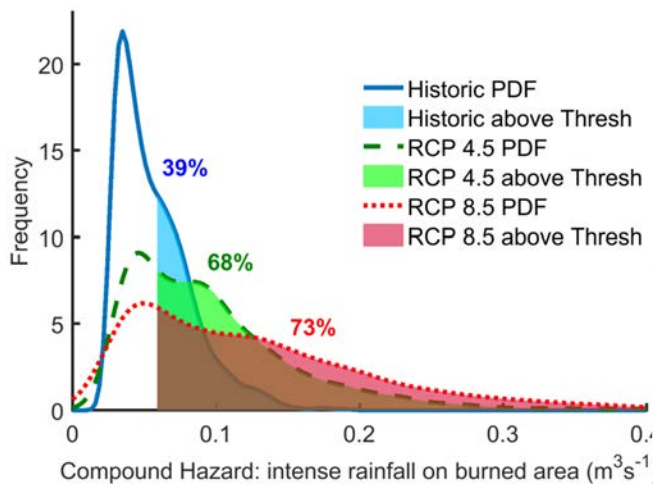 20
15
10
5
0
Frequency
Historic PDF
Historic above Thresh
RCP 4.5 PDF
RCP 4.5 above Thresh
RCP 8.5 PDF
RCP 8.5 above Thresh
39%
68%
73%
0 0.1 0.2 0.3 0.4
Compound Hazard: intense rainfall on burned area (m³s⁻¹